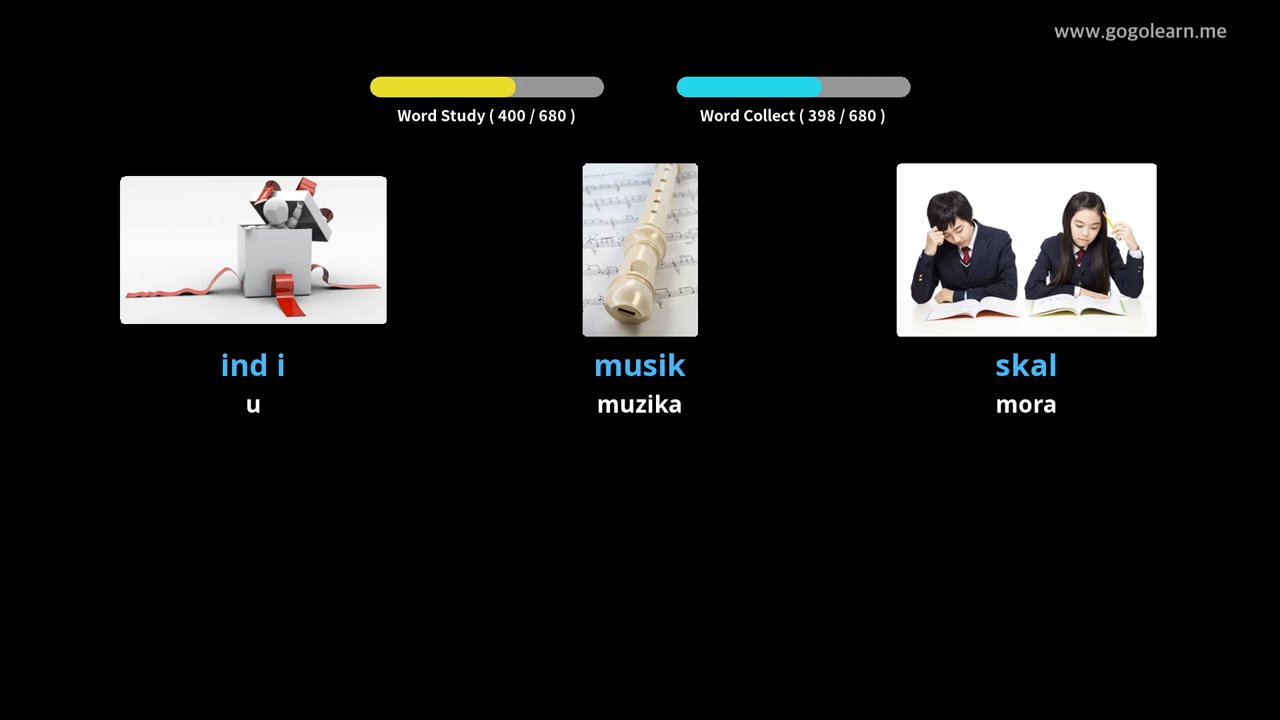 www.gogolearn.me
Word Study ( 400 / 680 )
Word Collect ( 398 / 680 )
ind i
musik
skal
u
muzika
mora